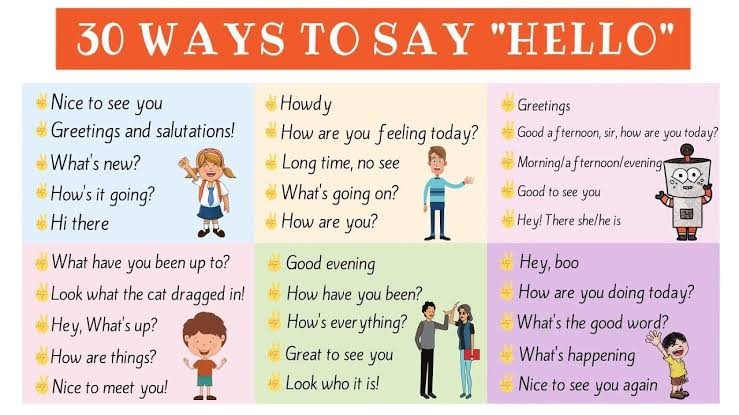 30 WAYS TO SAY "HELLO"
Nice to see you
Greetings and salutations!
What's new?
How's it going?
Hi there
Howdy
How are you feeling today?
Long time, no see
What's going on?
How are you?
Greetings
Good afternoon, sir, how are you today?
Morning/afternoon/evening
Good to see you
Hey! There she/he is
What have you been up to?
Look what the cat dragged in!
Hey, What's up?
How are things?
Nice to meet you!
Good evening
How have you been?
How's everything?
Great to see you
Look who it is!
Hey, boo
How are you doing today?
What's the good word?
What's happening
Nice to see you again